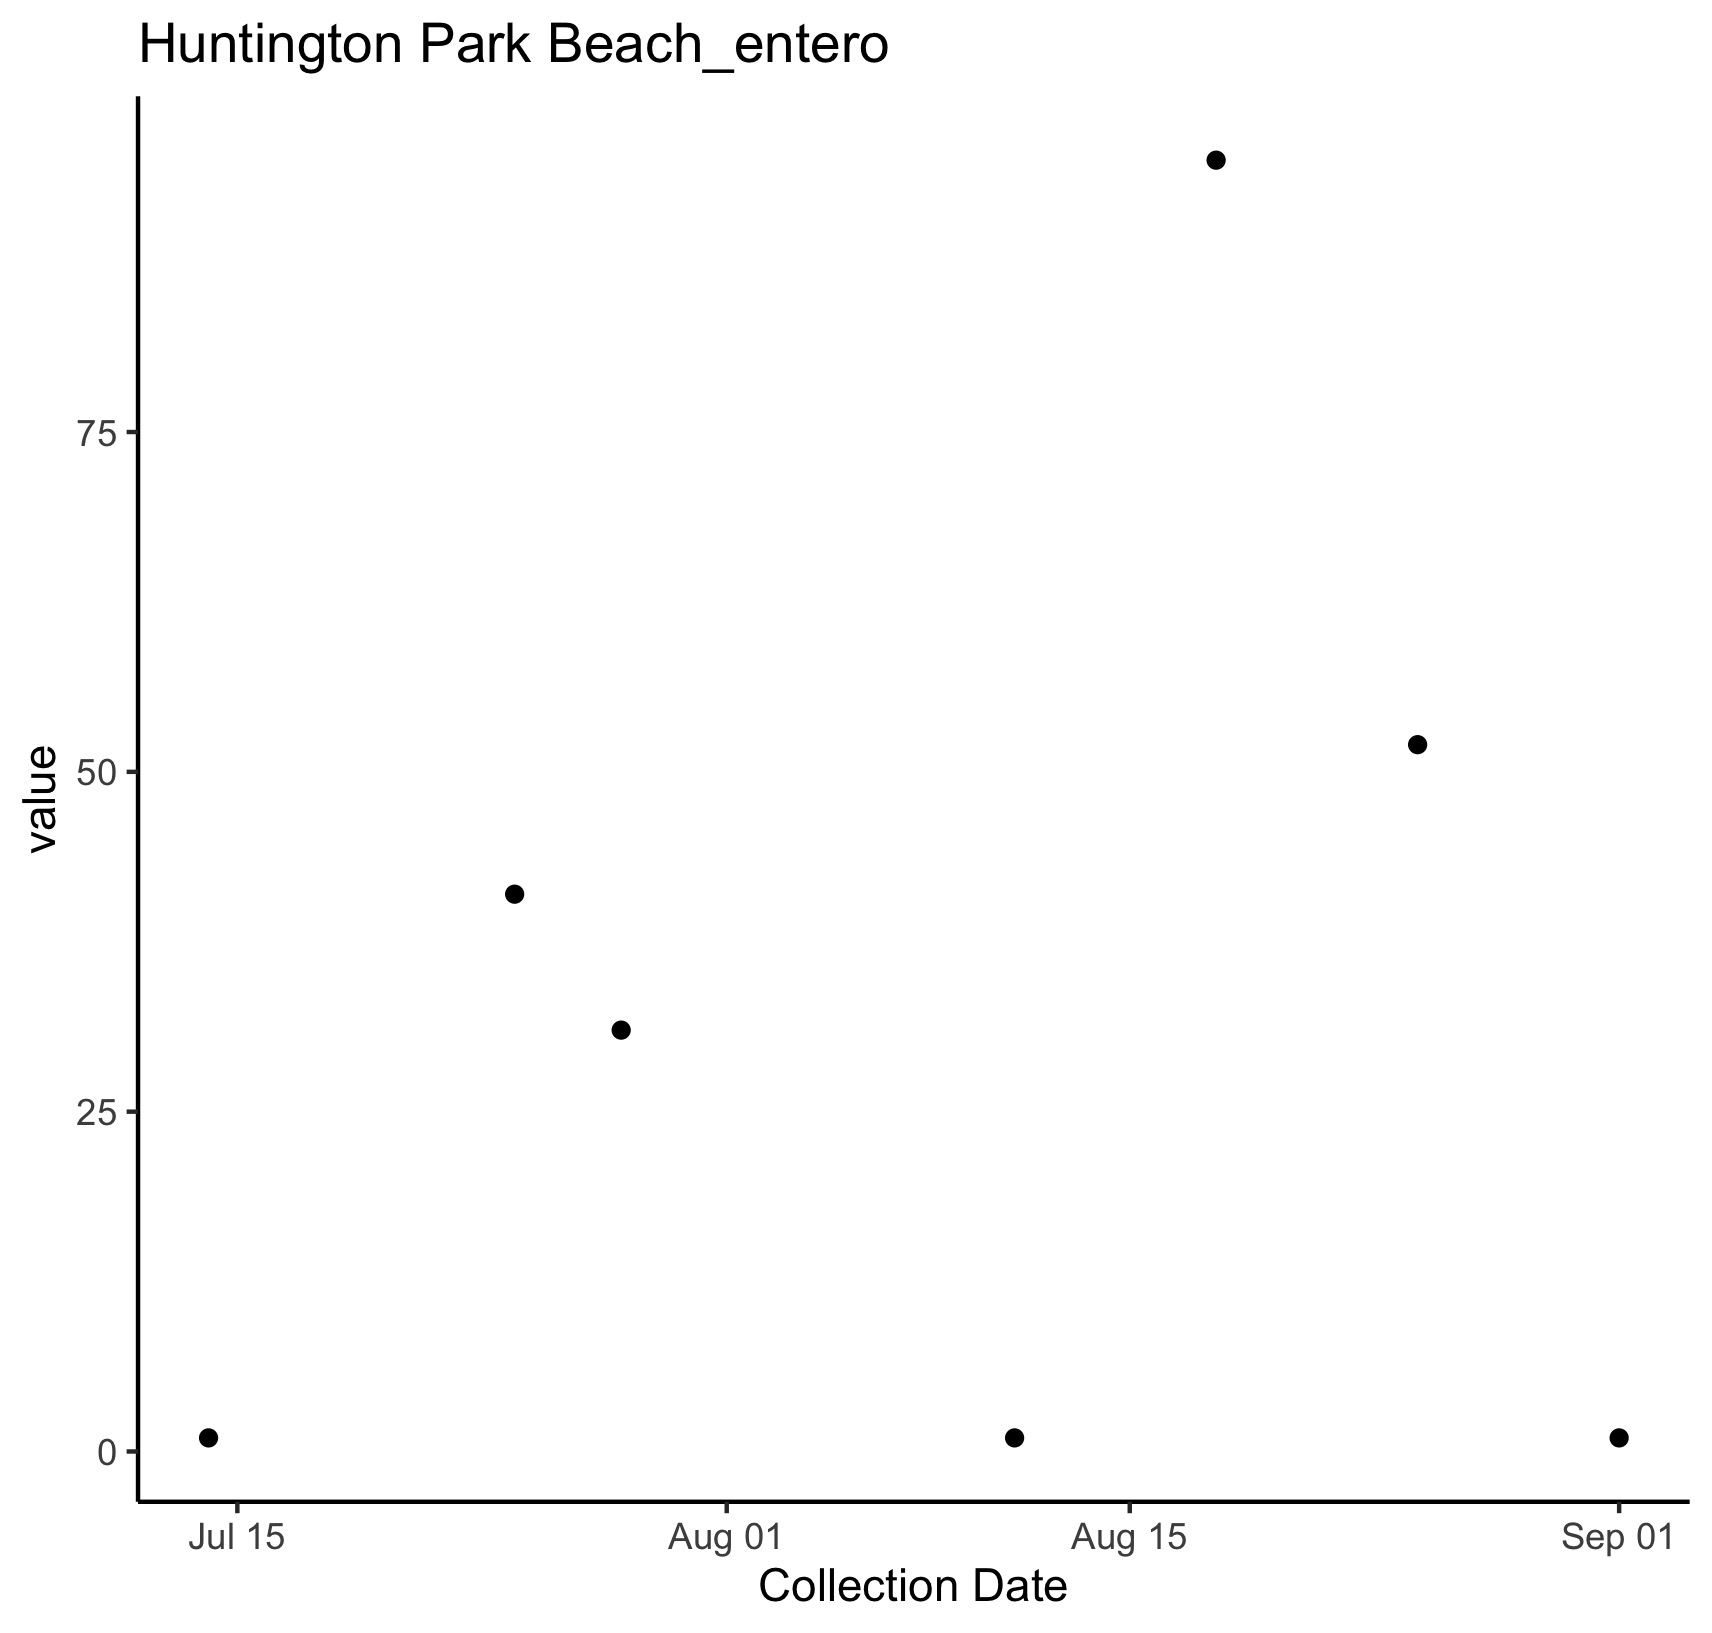 Huntington Park Beach_entero
value
75
50
25
0
Jul 15
Aug 01
Aug 15
Sep 01
Collection Date